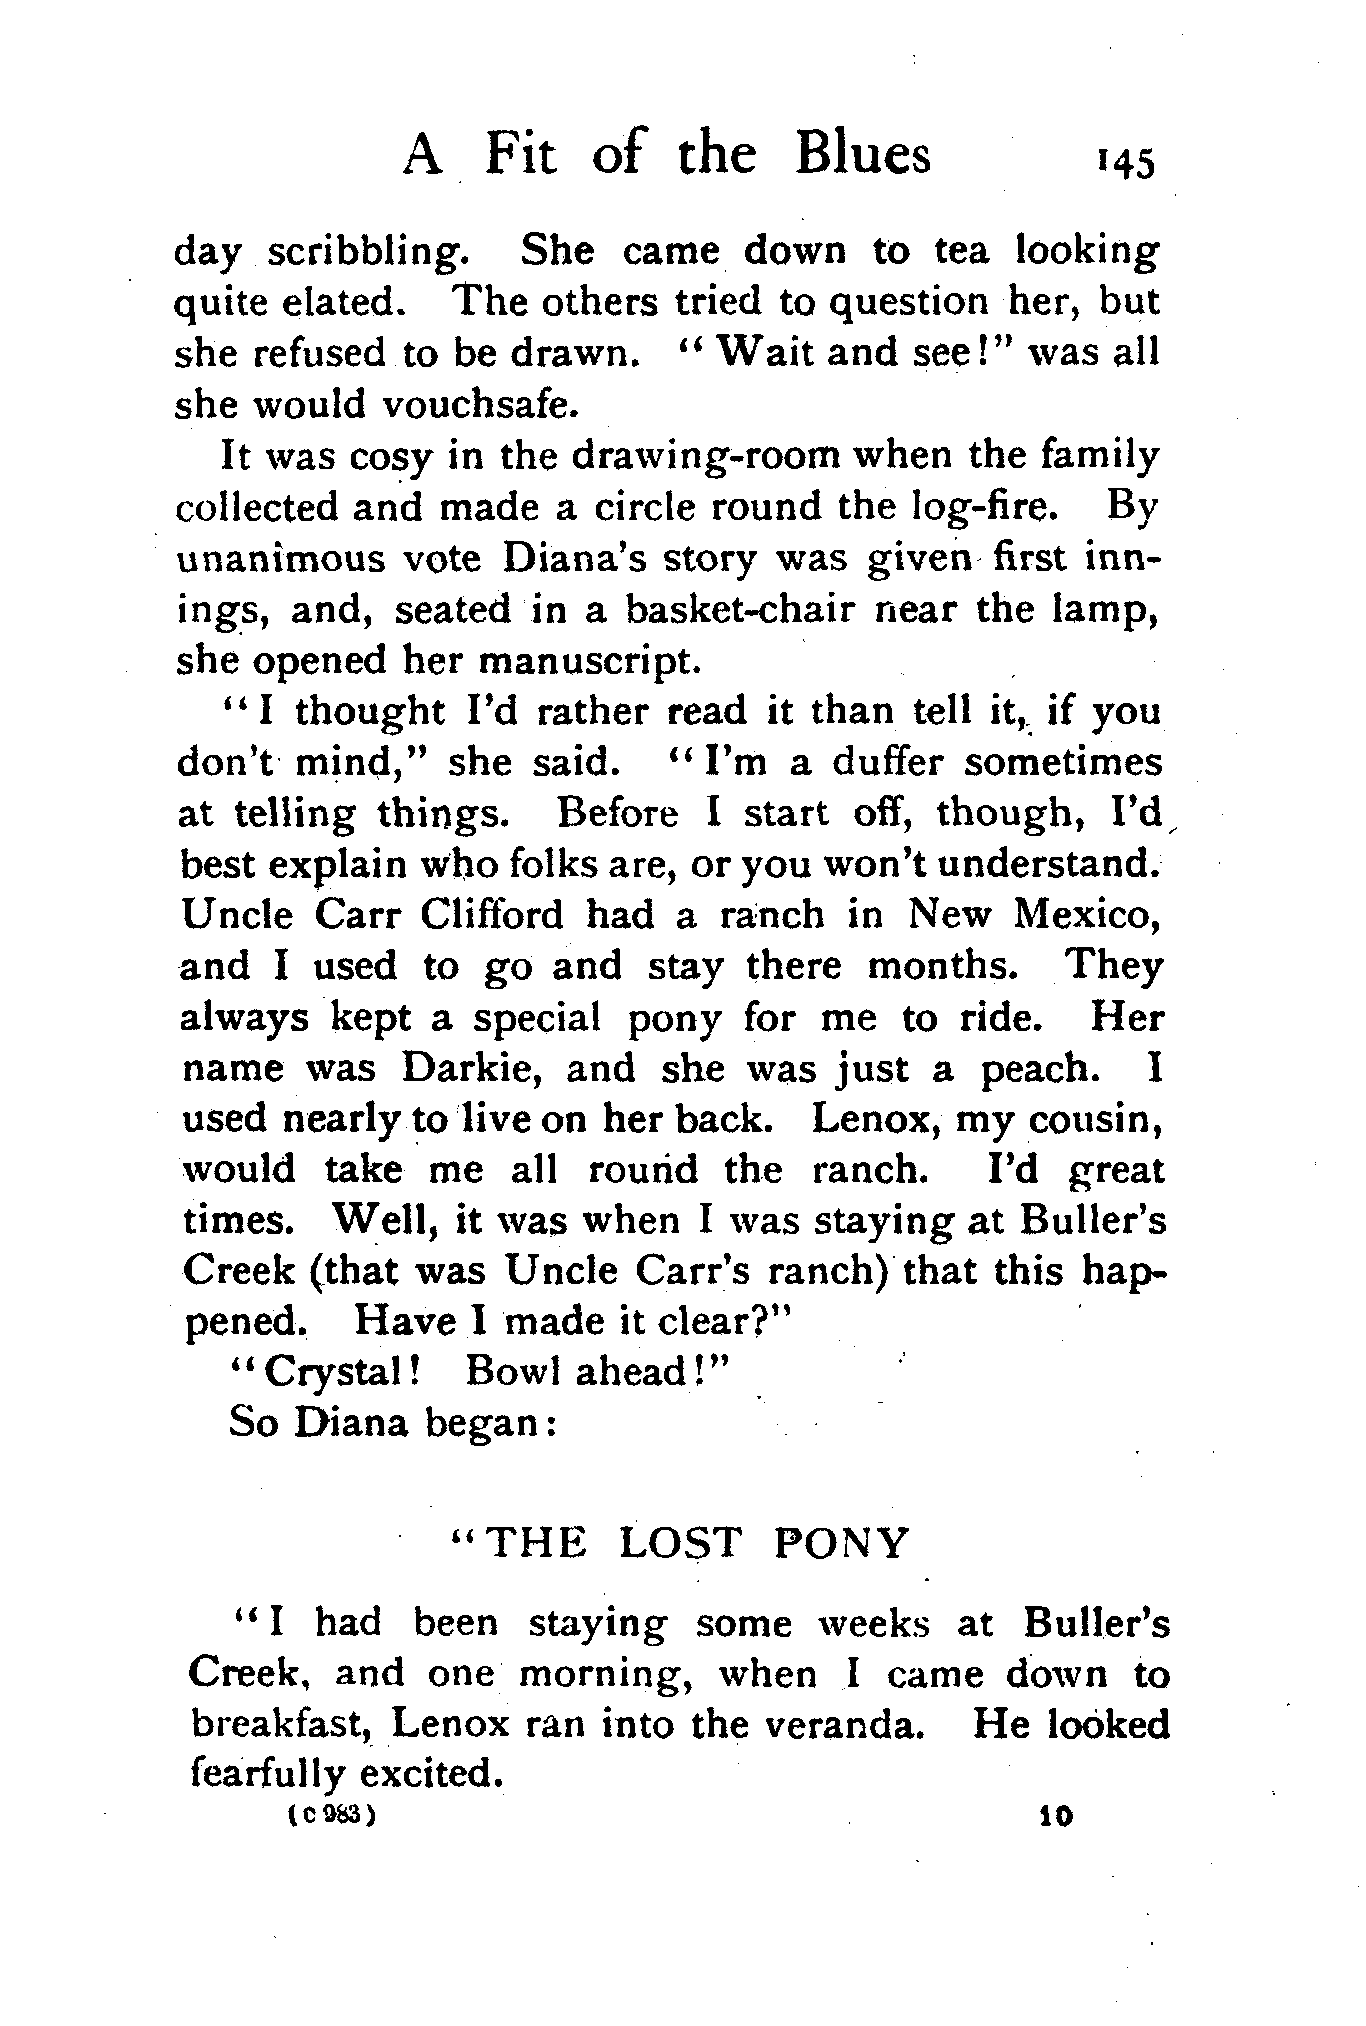 A Fit of the Blues 145
day scribbling. She came down to tea looking
quite elated. The others tried to question her, but
she refused to be drawn. "Wait and see!" was all
she would vouchsafe.
It was cosy in the drawing-room when the family
collected and made a circle round the log-fire. By
unanimous vote Diana's story was given first inn-
ings, and, seated in a basket-chair near the lamp,
she opened her manuscript.
"I thought I'd rather read it than tell it, if you
don't mind," she said. "I'm a duffer sometimes
at telling things. Before I start off, though, I'd
best explain who folks are, or you won't understand.
Uncle Carr Clifford had a ranch in New Mexico,
and I used to go and stay there months. They
always kept a special pony for me to ride. Her
name was Darkie, and she was just a peach. I
used nearly to live on her back. Lenox, my cousin,
would take me all round the ranch. I'd great
times. Well, it was when I was staying at Buller's
Creek (that was Uncle Carr's ranch) that this hap-
pened. Have I made it clear?"
"Crystal! Bowl ahead!"
So Diana began:
"THE LOST PONY
"I had been staying some weeks at Buller's
Creek, and one morning, when I came down to
breakfast, Lenox ran into the veranda. He looked
fearfully excited.
(C 983) 10